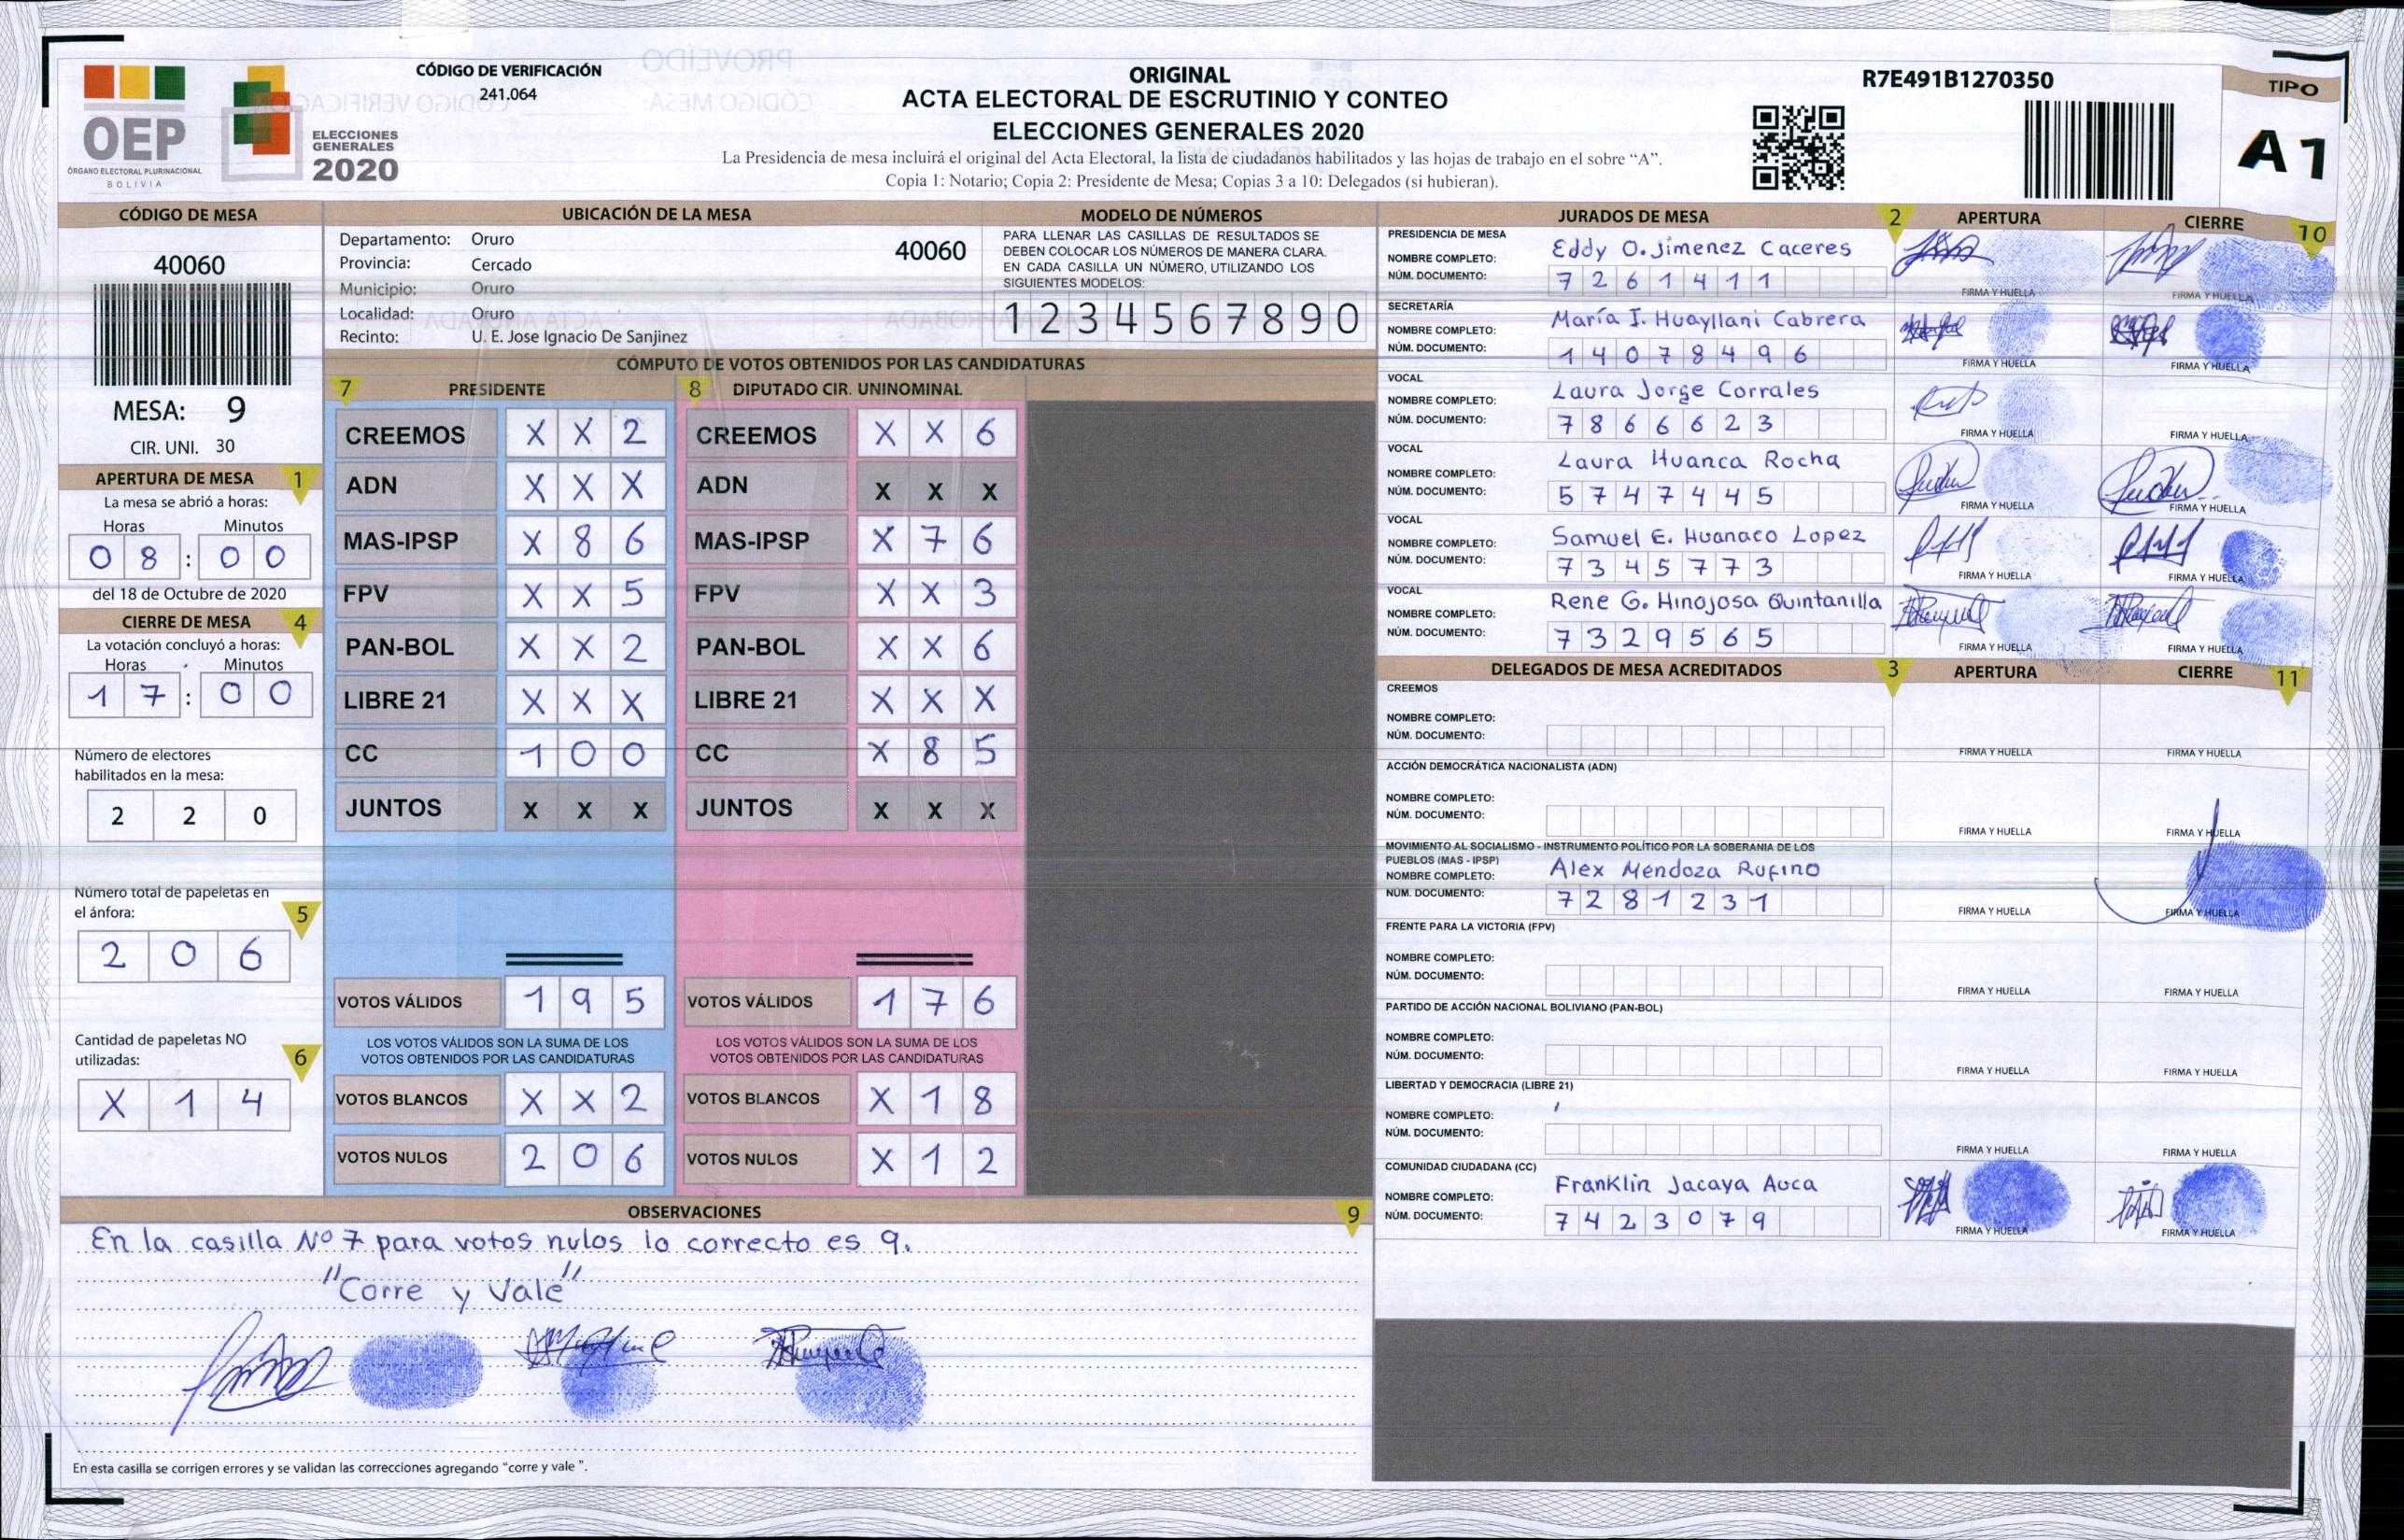 CÓDIGO DE VERIFICACIÓN
241.064
OEP
ÓRGANO ELECTORAL PLURINACIONAL
BOLIVIA
ELECCIONES
GENERALES
2020
ORIGINAL
ACTA ELECTORAL DE ESCRUTINIO Y CONTEO
ELECCIONES GENERALES 2020
La Presidencia de mesa incluirá el original del Acta Electoral, la lista de ciudadanos habilitados y las hojas de trabajo en el sobre “A”.
Copia 1: Notario; Copia 2: Presidente de Mesa; Copias 3 a 10: Delegados (si hubieran).
R7E491B1270350
TIPO
A1
CÓDIGO DE MESA
40060
MESA: 9
CIR. UNI. 30
APERTURA DE MESA 1
La mesa se abrió a horas:
Horas Minutos
0 8 : 0 0
del 18 de Octubre de 2020
CIERRE DE MESA 4
La votación concluyó a horas:
Horas Minutos
1 7 : 0 0
Número de electores
habilitados en la mesa:
2 2 0
Número total de papeletas en
el ánfora: 5
2 0 6
Cantidad de papeletas NO
utilizadas: 6
X 1 4
UBICACIÓN DE LA MESA
Departamento: Oruro 40060
Provincia: Cercado
Municipio: Oruro
Localidad: Oruro
Recinto: U. E. Jose Ignacio De Sanjinez
MODELO DE NÚMEROS
PARA LLENAR LAS CASILLAS DE RESULTADOS SE
DEBEN COLOCAR LOS NÚMEROS DE MANERA CLARA.
EN CADA CASILLA UN NÚMERO, UTILIZANDO LOS
SIGUIENTES MODELOS:
1 2 3 4 5 6 7 8 9 0
CÓMPUTO DE VOTOS OBTENIDOS POR LAS CANDIDATURAS
7 PRESIDENTE 8 DIPUTADO CIR. UNINOMINAL
CREEMOS X X 2 CREEMOS X X 6
ADN X X X ADN X X X
MAS-IPSP X 8 6 MAS-IPSP X 7 6
FPV X X 5 FPV X X 3
PAN-BOL X X 2 PAN-BOL X X 6
LIBRE 21 X X X LIBRE 21 X X X
CC 1 0 0 CC X 8 5
JUNTOS X X X JUNTOS X X X
VOTOS VÁLIDOS 1 9 5 VOTOS VÁLIDOS 1 7 6
LOS VOTOS VÁLIDOS SON LA SUMA DE LOS LOS VOTOS VÁLIDOS SON LA SUMA DE LOS
VOTOS OBTENIDOS POR LAS CANDIDATURAS VOTOS OBTENIDOS POR LAS CANDIDATURAS
VOTOS BLANCOS X X 2 VOTOS BLANCOS X 1 8
VOTOS NULOS 2 0 6 VOTOS NULOS X 1 2
OBSERVACIONES 9
En la casilla Nº 7 para votos nulos lo correcto es 9.
"Corre y Vale"
En esta casilla se corrigen errores y se validan las correcciones agregando “corre y vale ”.
JURADOS DE MESA 2 APERTURA CIERRE 10
PRESIDENCIA DE MESA
NOMBRE COMPLETO: Eddy O. Jimenez Caceres
NÚM. DOCUMENTO: 7 2 6 1 4 1 1
FIRMA Y HUELLA FIRMA Y HUELLA
SECRETARÍA
NOMBRE COMPLETO: María I. Huayllani Cabrera
NÚM. DOCUMENTO: 1 4 0 7 8 4 9 6
FIRMA Y HUELLA FIRMA Y HUELLA
VOCAL
NOMBRE COMPLETO: Laura Jorge Corrales
NÚM. DOCUMENTO: 7 8 6 6 6 2 3
FIRMA Y HUELLA FIRMA Y HUELLA
VOCAL
NOMBRE COMPLETO: Laura Huanca Rocha
NÚM. DOCUMENTO: 5 7 4 7 4 4 5
FIRMA Y HUELLA FIRMA Y HUELLA
VOCAL
NOMBRE COMPLETO: Samuel E. Huanaco Lopez
NÚM. DOCUMENTO: 7 3 4 5 7 7 3
FIRMA Y HUELLA FIRMA Y HUELLA
VOCAL
NOMBRE COMPLETO: Rene G. Hinojosa Quintanilla
NÚM. DOCUMENTO: 7 3 2 9 5 6 5
FIRMA Y HUELLA FIRMA Y HUELLA
DELEGADOS DE MESA ACREDITADOS 3 APERTURA CIERRE 11
CREEMOS
NOMBRE COMPLETO:
NÚM. DOCUMENTO:
FIRMA Y HUELLA FIRMA Y HUELLA
ACCIÓN DEMOCRÁTICA NACIONALISTA (ADN)
NOMBRE COMPLETO:
NÚM. DOCUMENTO:
FIRMA Y HUELLA FIRMA Y HUELLA
MOVIMIENTO AL SOCIALISMO - INSTRUMENTO POLÍTICO POR LA SOBERANIA DE LOS
PUEBLOS (MAS - IPSP)
NOMBRE COMPLETO: Alex Mendoza Rufino
NÚM. DOCUMENTO: 7 2 8 1 2 3 1
FIRMA Y HUELLA FIRMA Y HUELLA
FRENTE PARA LA VICTORIA (FPV)
NOMBRE COMPLETO:
NÚM. DOCUMENTO:
FIRMA Y HUELLA FIRMA Y HUELLA
PARTIDO DE ACCIÓN NACIONAL BOLIVIANO (PAN-BOL)
NOMBRE COMPLETO:
NÚM. DOCUMENTO:
FIRMA Y HUELLA FIRMA Y HUELLA
LIBERTAD Y DEMOCRACIA (LIBRE 21)
NOMBRE COMPLETO:
NÚM. DOCUMENTO:
FIRMA Y HUELLA FIRMA Y HUELLA
COMUNIDAD CIUDADANA (CC)
NOMBRE COMPLETO: Franklin Jacaya Auca
NÚM. DOCUMENTO: 7 4 2 3 0 7 9
FIRMA Y HUELLA FIRMA Y HUELLA